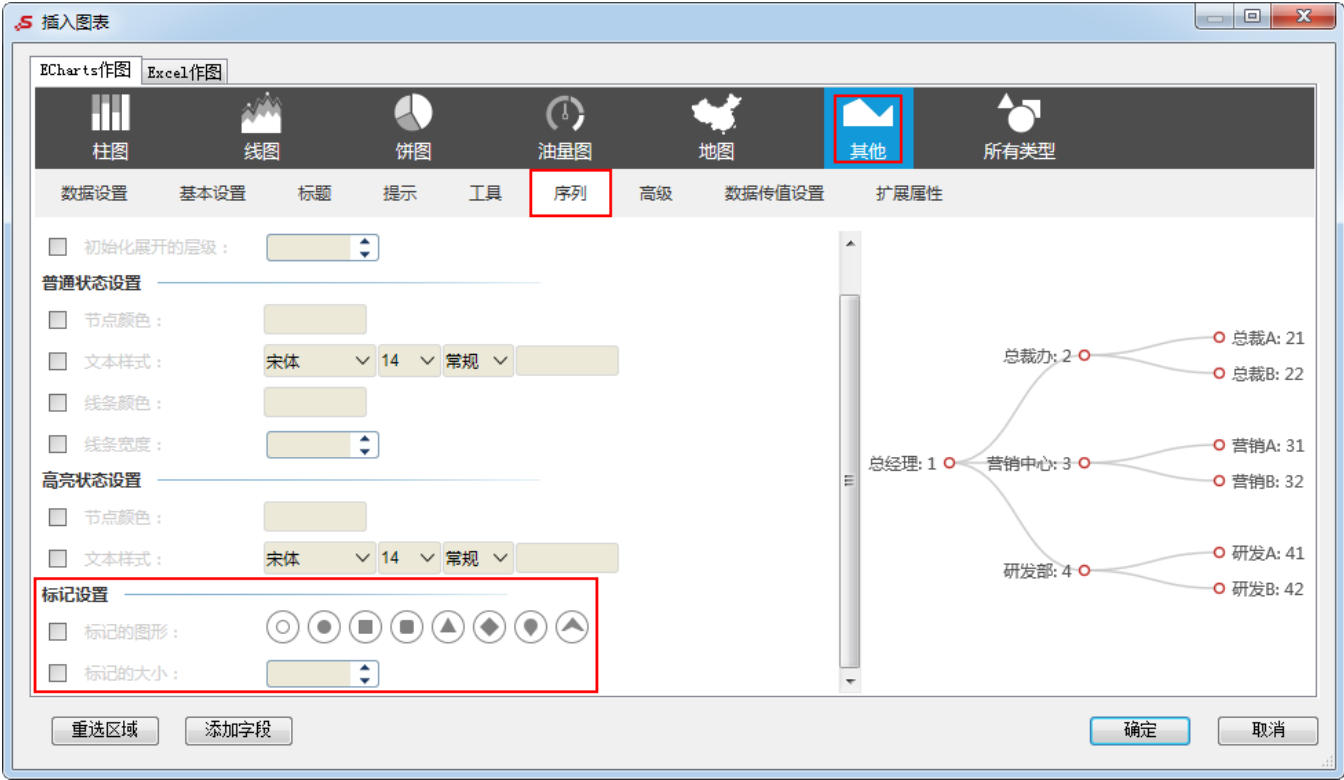 插入图表
ECharts作图 Excel作图
柱图 线图 饼图 油量图 地图 其他 所有类型
数据设置 基本设置 标题 提示 工具 序列 高级 数据传值设置 扩展属性
初始化展开的层级：
普通状态设置
节点颜色：
文本样式： 宋体 14 常规
线条颜色：
线条宽度：
高亮状态设置
节点颜色：
文本样式： 宋体 14 常规
标记设置
标记的图形：
标记的大小：
总经理: 1
总裁办: 2
总裁A: 21
总裁B: 22
营销中心: 3
营销A: 31
营销B: 32
研发部: 4
研发A: 41
研发B: 42
重选区域 添加字段 确定 取消